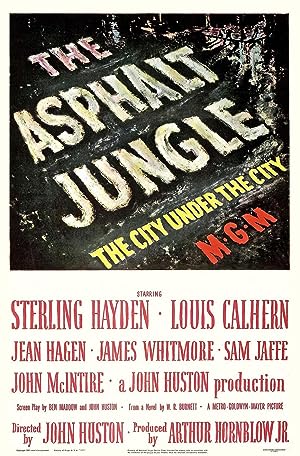 THE
ASPHALT
JUNGLE
THE CITY UNDER THE CITY
M·G·M
STARRING
STERLING HAYDEN · LOUIS CALHERN
JEAN HAGEN · JAMES WHITMORE · SAM JAFFE
JOHN McINTIRE · a JOHN HUSTON production
Screen Play by BEN MADDOW and JOHN HUSTON · From a Novel by W. R. BURNETT · A METRO-GOLDWYN-MAYER PICTURE
Directed by JOHN HUSTON · Produced by ARTHUR HORNBLOW JR.